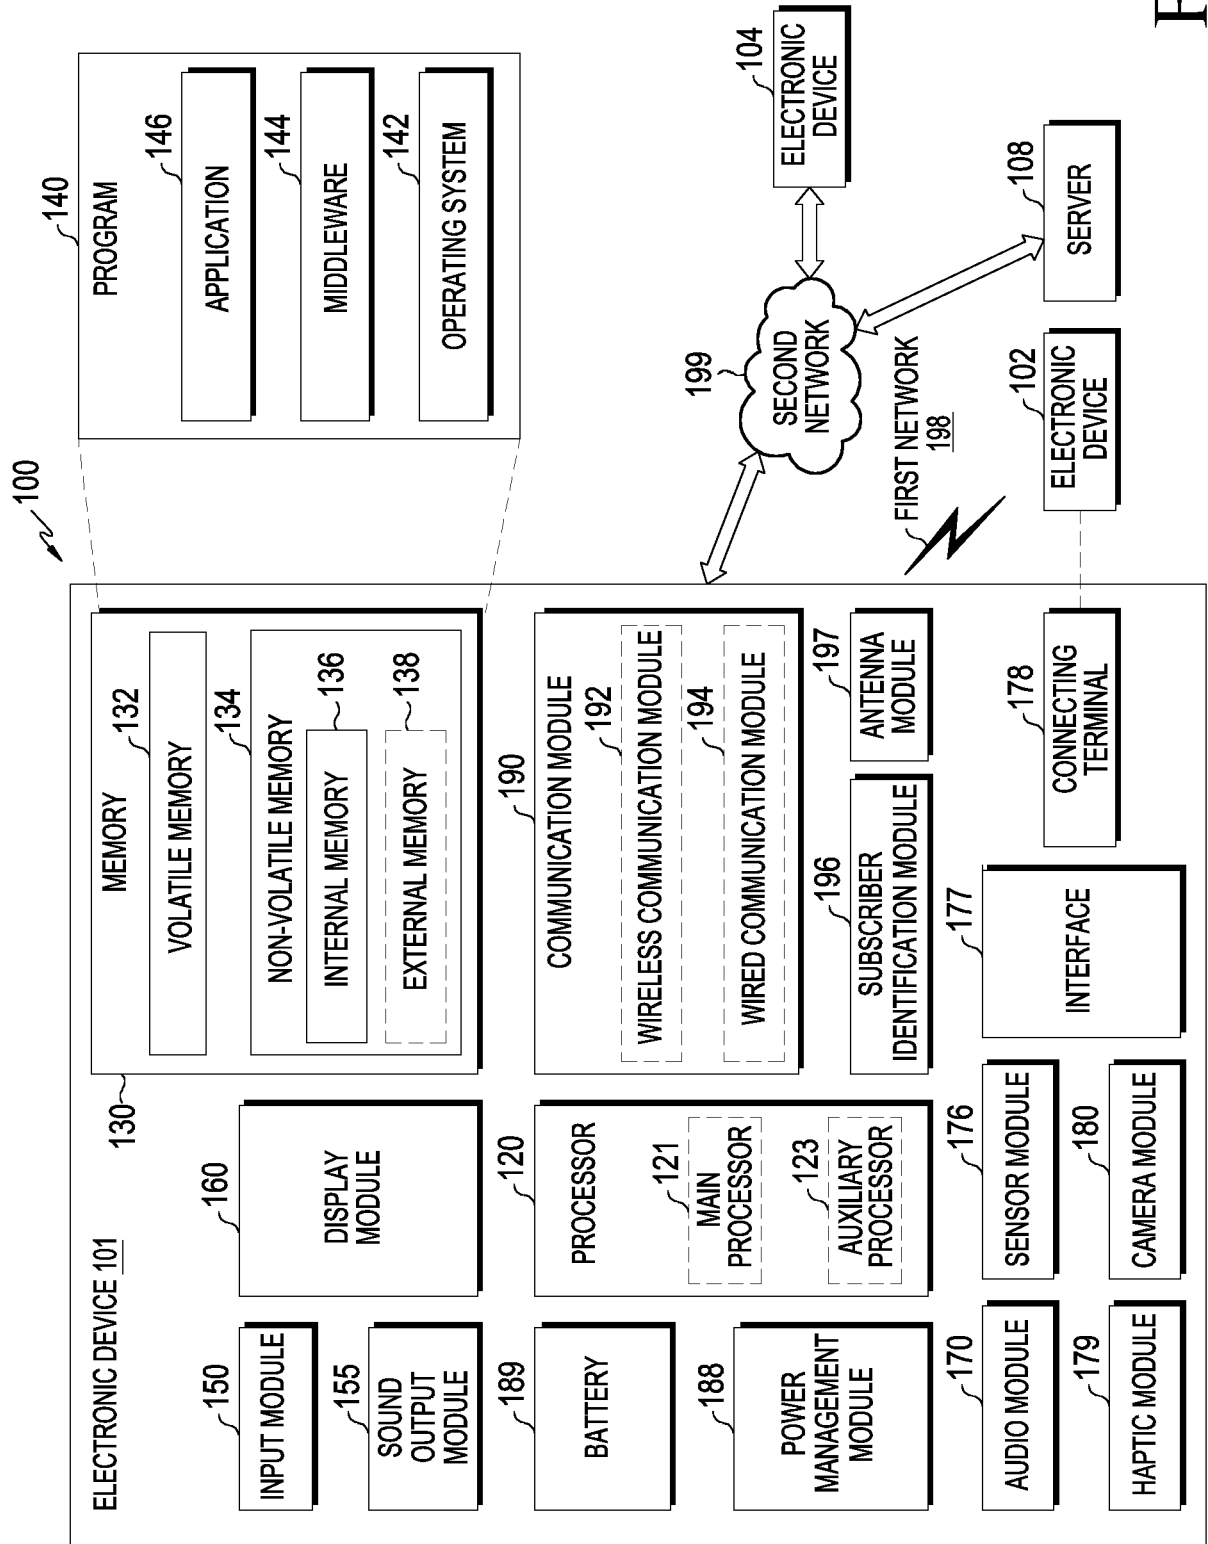 100
ELECTRONIC DEVICE 101
150
INPUT MODULE
155
SOUND
OUTPUT
MODULE
189
BATTERY
188
POWER
MANAGEMENT
MODULE
170
AUDIO MODULE
179
HAPTIC MODULE
160
DISPLAY
MODULE
120
PROCESSOR
121
MAIN
PROCESSOR
123
AUXILIARY
PROCESSOR
176
SENSOR MODULE
180
CAMERA MODULE
130
MEMORY
132
VOLATILE MEMORY
134
NON-VOLATILE MEMORY
136
INTERNAL MEMORY
138
EXTERNAL MEMORY
190
COMMUNICATION MODULE
192
WIRELESS COMMUNICATION MODULE
194
WIRED COMMUNICATION MODULE
196
SUBSCRIBER
IDENTIFICATION MODULE
197
ANTENNA
MODULE
177
INTERFACE
178
CONNECTING
TERMINAL
140
PROGRAM
146
APPLICATION
144
MIDDLEWARE
142
OPERATING SYSTEM
199
SECOND
NETWORK
104
ELECTRONIC
DEVICE
FIRST NETWORK
198
108
SERVER
102
ELECTRONIC
DEVICE